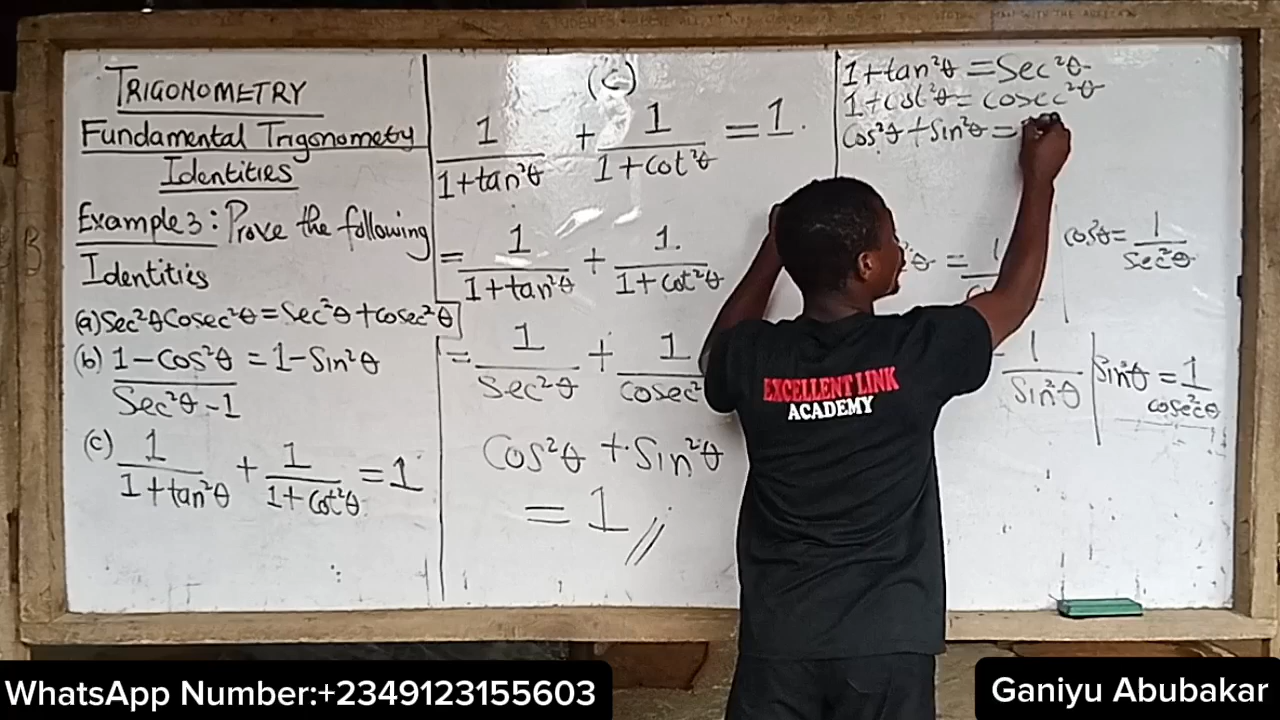 TRIGONOMETRY
Fundamental Trigonometry
Identities
Example 3: Prove the following
Identities
(a) Sec²θ Cosec²θ = Sec²θ + Cosec²θ
(b) 1 - Cos²θ / Sec²θ - 1 = 1 - Sin²θ
(c) 1 / 1 + tan²θ + 1 / 1 + Cot²θ = 1
(C)
1 / 1 + tan²θ + 1 / 1 + Cot²θ = 1.
= 1 / 1 + tan²θ + 1 / 1 + Cot²θ
= 1 / Sec²θ + 1 / Cosec²
Cos²θ + Sin²θ
= 1 //
1 + tan²θ = Sec²θ
1 + Cot²θ = Cosec²θ
Cos²θ + Sin²θ =
θ = 1
Cos²θ = 1 / Sec²θ
1 / Sin²θ
Sin²θ = 1 / Cosec²θ
EXCELLENT LINK
ACADEMY
WhatsApp Number:+2349123155603
Ganiyu Abubakar